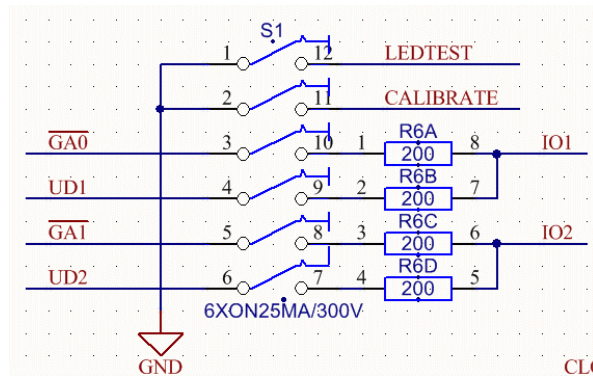 S1
1 12 LEDTEST
2 11 CALIBRATE
R6A
GA0 3 10 1 200 8 IO1
R6B
UD1 4 9 2 200 7
R6C
GA1 5 8 3 200 6 IO2
R6D
UD2 6 7 4 200 5
6XON25MA/300V
GND CLO